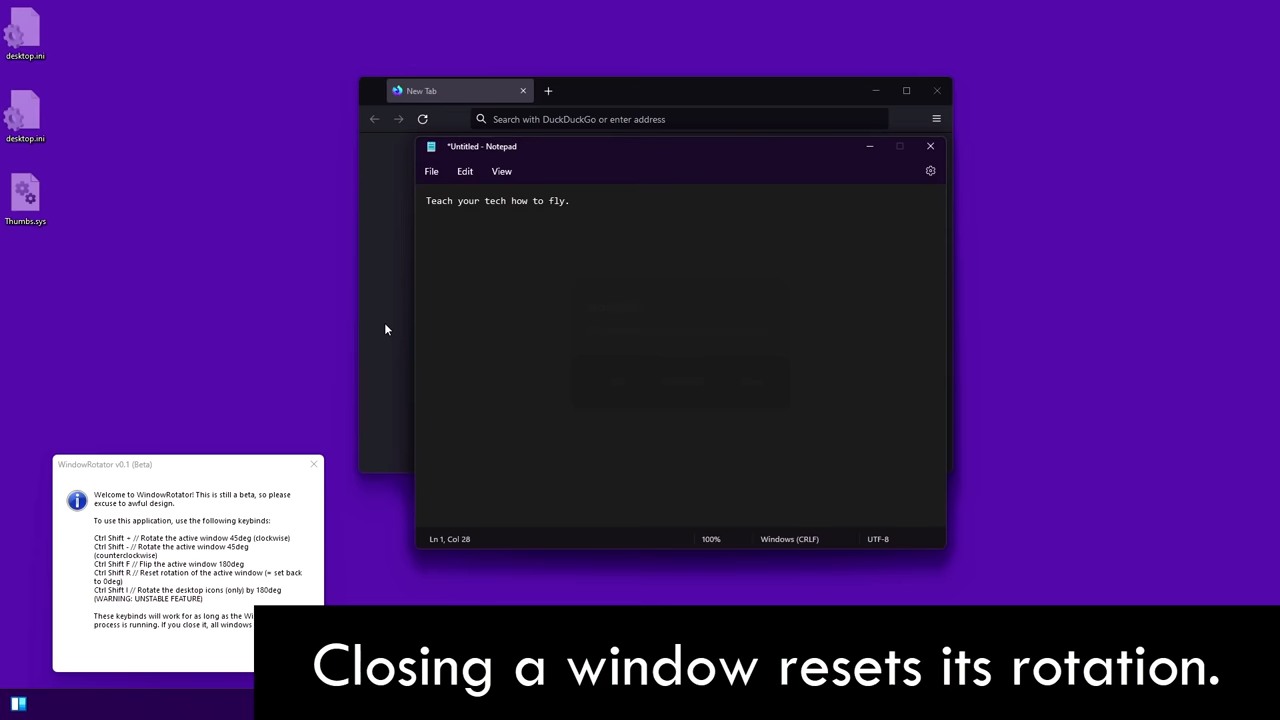 desktop.ini
desktop.ini
Thumbs.sys
New Tab
Search with DuckDuckGo or enter address
*Untitled - Notepad
File Edit View
Teach your tech how to fly.
Ln 1, Col 28 100% Windows (CRLF) UTF-8
WindowRotator v0.1 (Beta)
Welcome to WindowRotator! This is still a beta, so please
excuse to awful design.
To use this application, use the following keybinds:
Ctrl Shift + // Rotate the active window 45deg (clockwise)
Ctrl Shift - // Rotate the active window 45deg
(counterclockwise)
Ctrl Shift F // Flip the active window 180deg
Ctrl Shift R // Reset rotation of the active window (= set back
to 0deg)
Ctrl Shift I // Rotate the desktop icons (only) by 180deg
(WARNING: UNSTABLE FEATURE)
These keybinds will work for as long as the
process is running. If you close it, all windows
Closing a window resets its rotation.